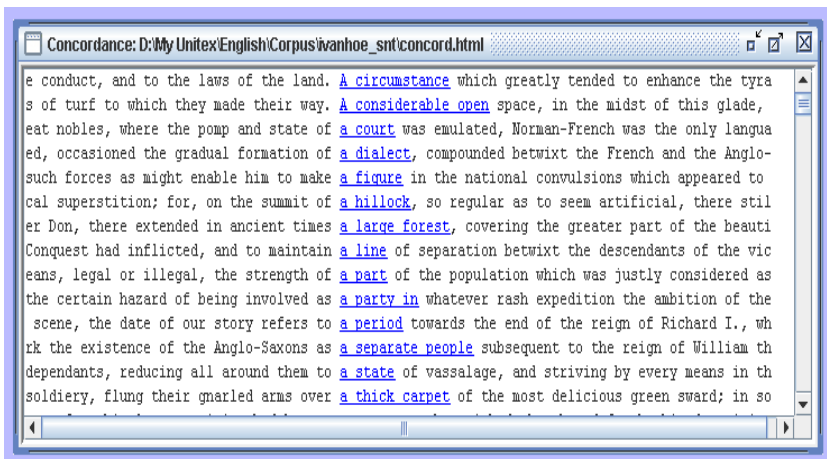 Concordance: D:\My Unitex\English\Corpus\ivanhoe_snt\concord.html
e conduct, and to the laws of the land. A circumstance which greatly tended to enhance the tyra
s of turf to which they made their way. A considerable open space, in the midst of this glade,
eat nobles, where the pomp and state of a court was emulated, Norman-French was the only langua
ed, occasioned the gradual formation of a dialect, compounded betwixt the French and the Anglo-
such forces as might enable him to make a figure in the national convulsions which appeared to
cal superstition; for, on the summit of a hillock, so regular as to seem artificial, there stil
er Don, there extended in ancient times a large forest, covering the greater part of the beauti
Conquest had inflicted, and to maintain a line of separation betwixt the descendants of the vic
eans, legal or illegal, the strength of a part of the population which was justly considered as
the certain hazard of being involved as a party in whatever rash expedition the ambition of the
scene, the date of our story refers to a period towards the end of the reign of Richard I., wh
rk the existence of the Anglo-Saxons as a separate people subsequent to the reign of William th
dependants, reducing all around them to a state of vassalage, and striving by every means in th
soldiery, flung their gnarled arms over a thick carpet of the most delicious green sward; in so